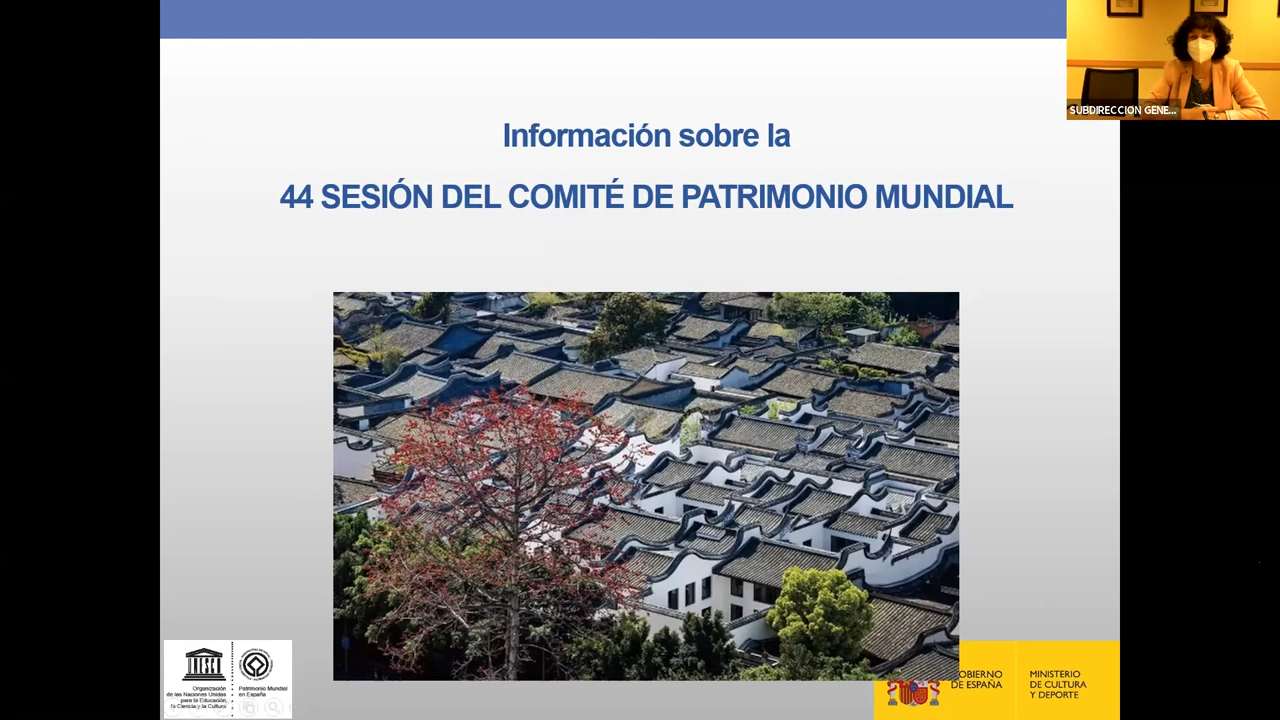 SUBDIRECCION GENE...
Información sobre la
44 SESIÓN DEL COMITÉ DE PATRIMONIO MUNDIAL
UNESCO
Organización
de las Naciones Unidas
para la Educación,
la Ciencia y la Cultura
Patrimonio Mundial
en España
GOBIERNO
DE ESPAÑA
MINISTERIO
DE CULTURA
Y DEPORTE